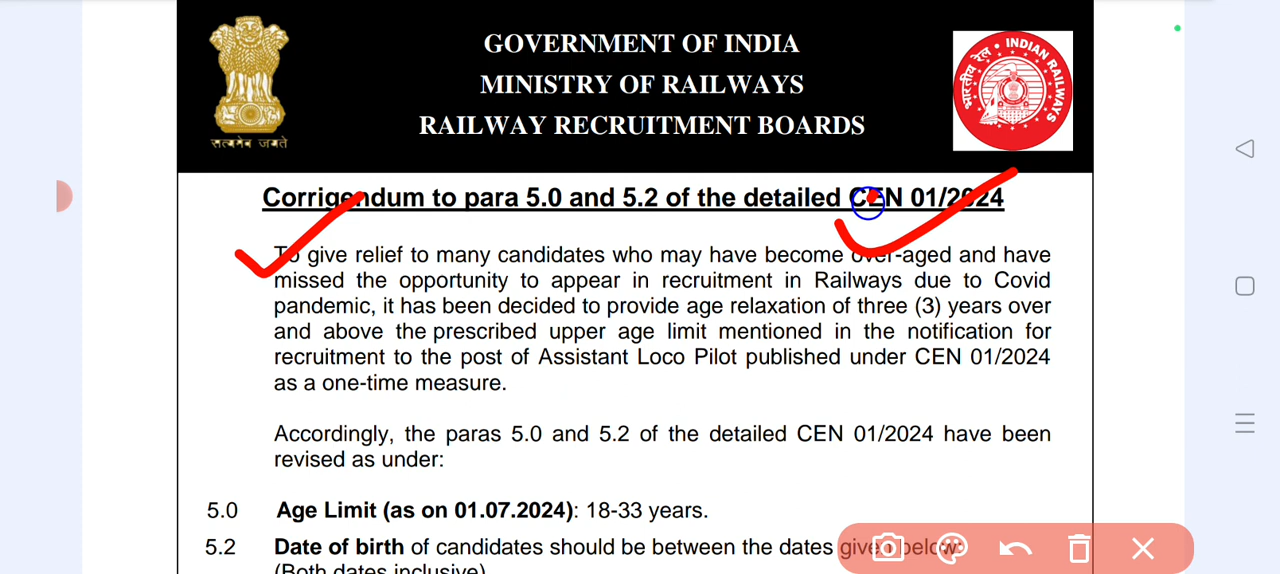 GOVERNMENT OF INDIA
MINISTRY OF RAILWAYS
RAILWAY RECRUITMENT BOARDS
सत्यमेव जयते
भारतीय रेल • INDIAN RAILWAYS
Corrigendum to para 5.0 and 5.2 of the detailed CEN 01/2024
To give relief to many candidates who may have become over-aged and have
missed the opportunity to appear in recruitment in Railways due to Covid
pandemic, it has been decided to provide age relaxation of three (3) years over
and above the prescribed upper age limit mentioned in the notification for
recruitment to the post of Assistant Loco Pilot published under CEN 01/2024
as a one-time measure.
Accordingly, the paras 5.0 and 5.2 of the detailed CEN 01/2024 have been
revised as under:
5.0 Age Limit (as on 01.07.2024): 18-33 years.
5.2 Date of birth of candidates should be between the dates given below:
(Both dates inclusive)